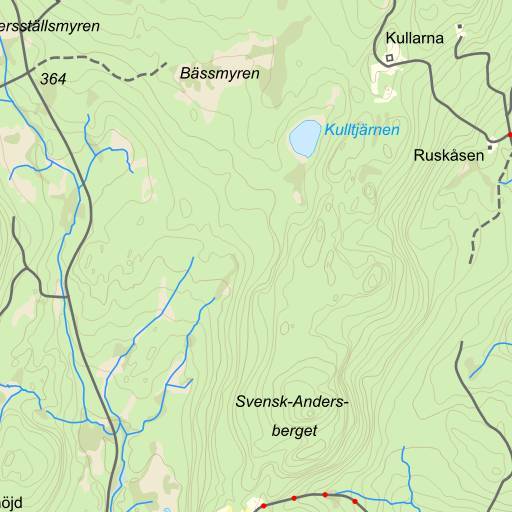 ersställsmyren
Kullarna
364
Bässmyren
Kulltjärnen
Ruskåsen
Svensk-Anders-
berget
öjd